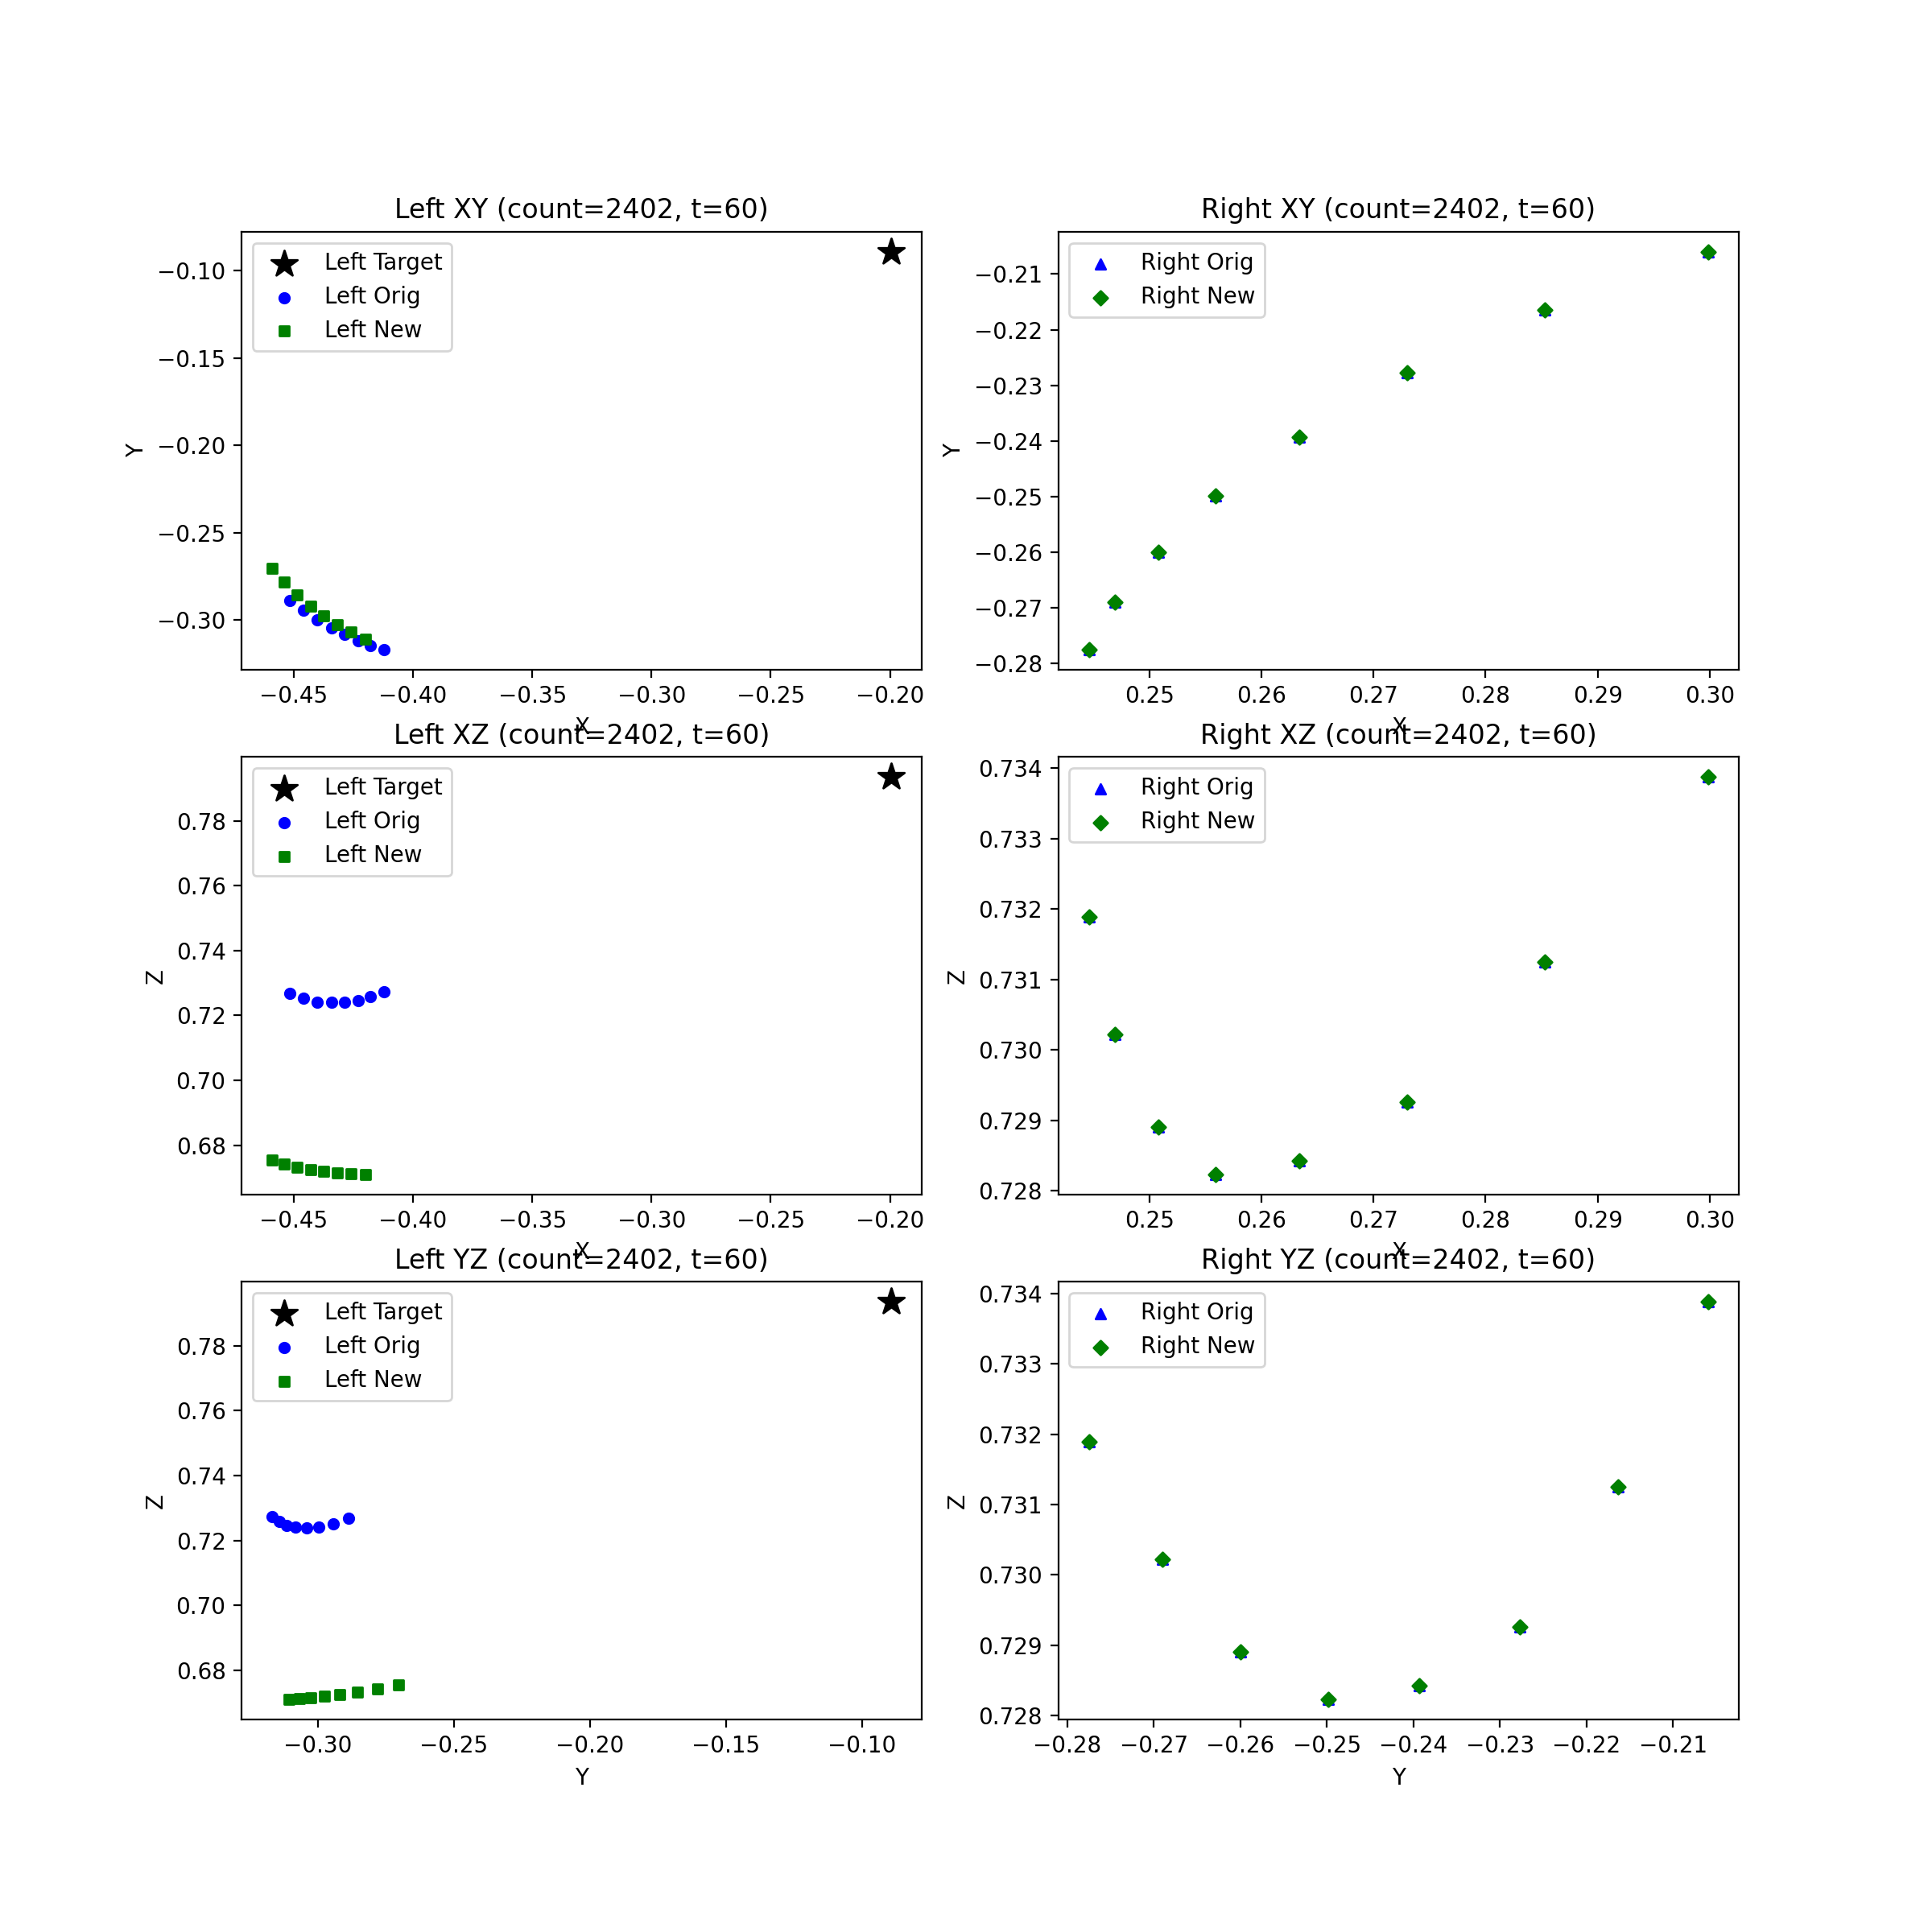 Left XY (count=2402, t=60)
Left Target
Left Orig
Left New
−0.10
−0.15
−0.20
−0.25
−0.30
Y
−0.45
−0.40
−0.35
−0.30
−0.25
−0.20
X
Right XY (count=2402, t=60)
Right Orig
Right New
−0.21
−0.22
−0.23
−0.24
−0.25
−0.26
−0.27
−0.28
Y
0.25
0.26
0.27
0.28
0.29
0.30
X
Left XZ (count=2402, t=60)
Left Target
Left Orig
Left New
0.78
0.76
0.74
0.72
0.70
0.68
Z
−0.45
−0.40
−0.35
−0.30
−0.25
−0.20
X
Right XZ (count=2402, t=60)
Right Orig
Right New
0.734
0.733
0.732
0.731
0.730
0.729
0.728
Z
0.25
0.26
0.27
0.28
0.29
0.30
X
Left YZ (count=2402, t=60)
Left Target
Left Orig
Left New
0.78
0.76
0.74
0.72
0.70
0.68
Z
−0.30
−0.25
−0.20
−0.15
−0.10
Y
Right YZ (count=2402, t=60)
Right Orig
Right New
0.734
0.733
0.732
0.731
0.730
0.729
0.728
Z
−0.28
−0.27
−0.26
−0.25
−0.24
−0.23
−0.22
−0.21
Y